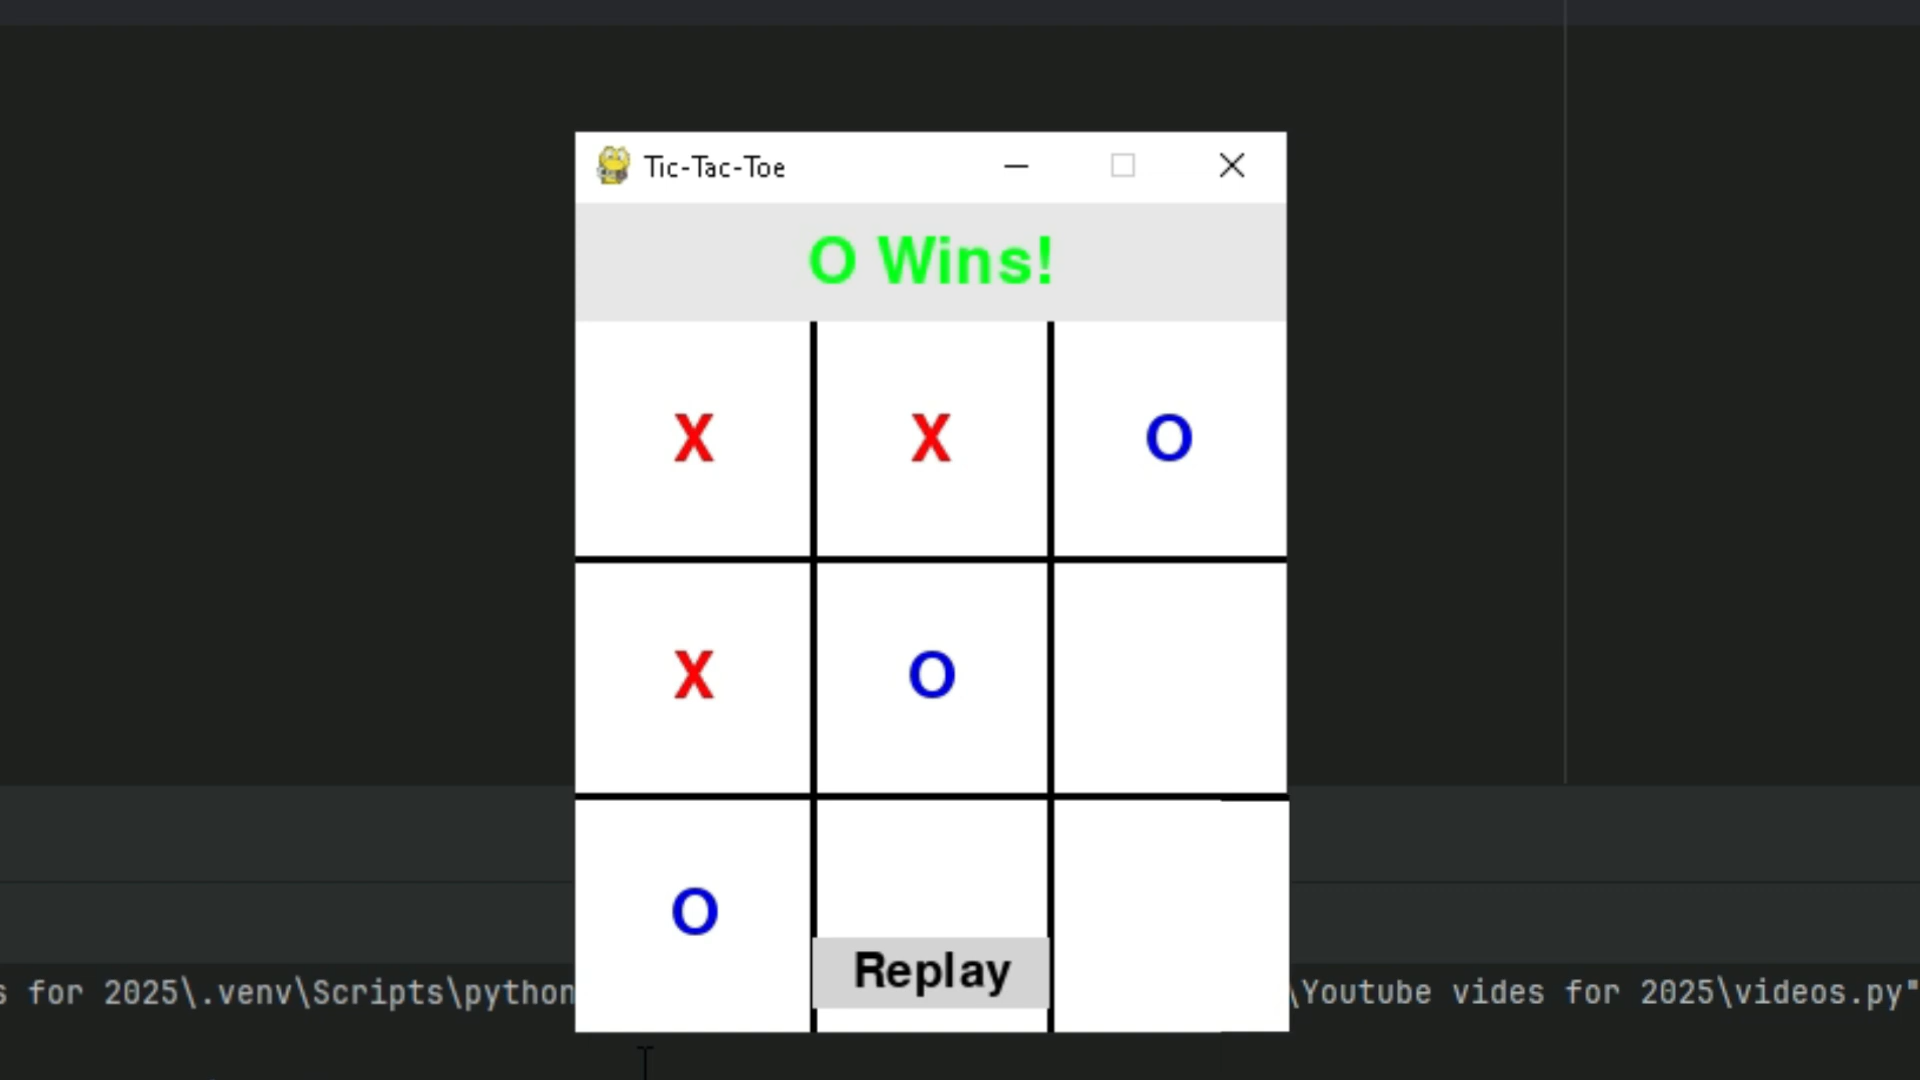 Tic-Tac-Toe
O Wins!
X X O
X O
O
Replay
s for 2025\.venv\Scripts\python
\Youtube vides for 2025\videos.py"